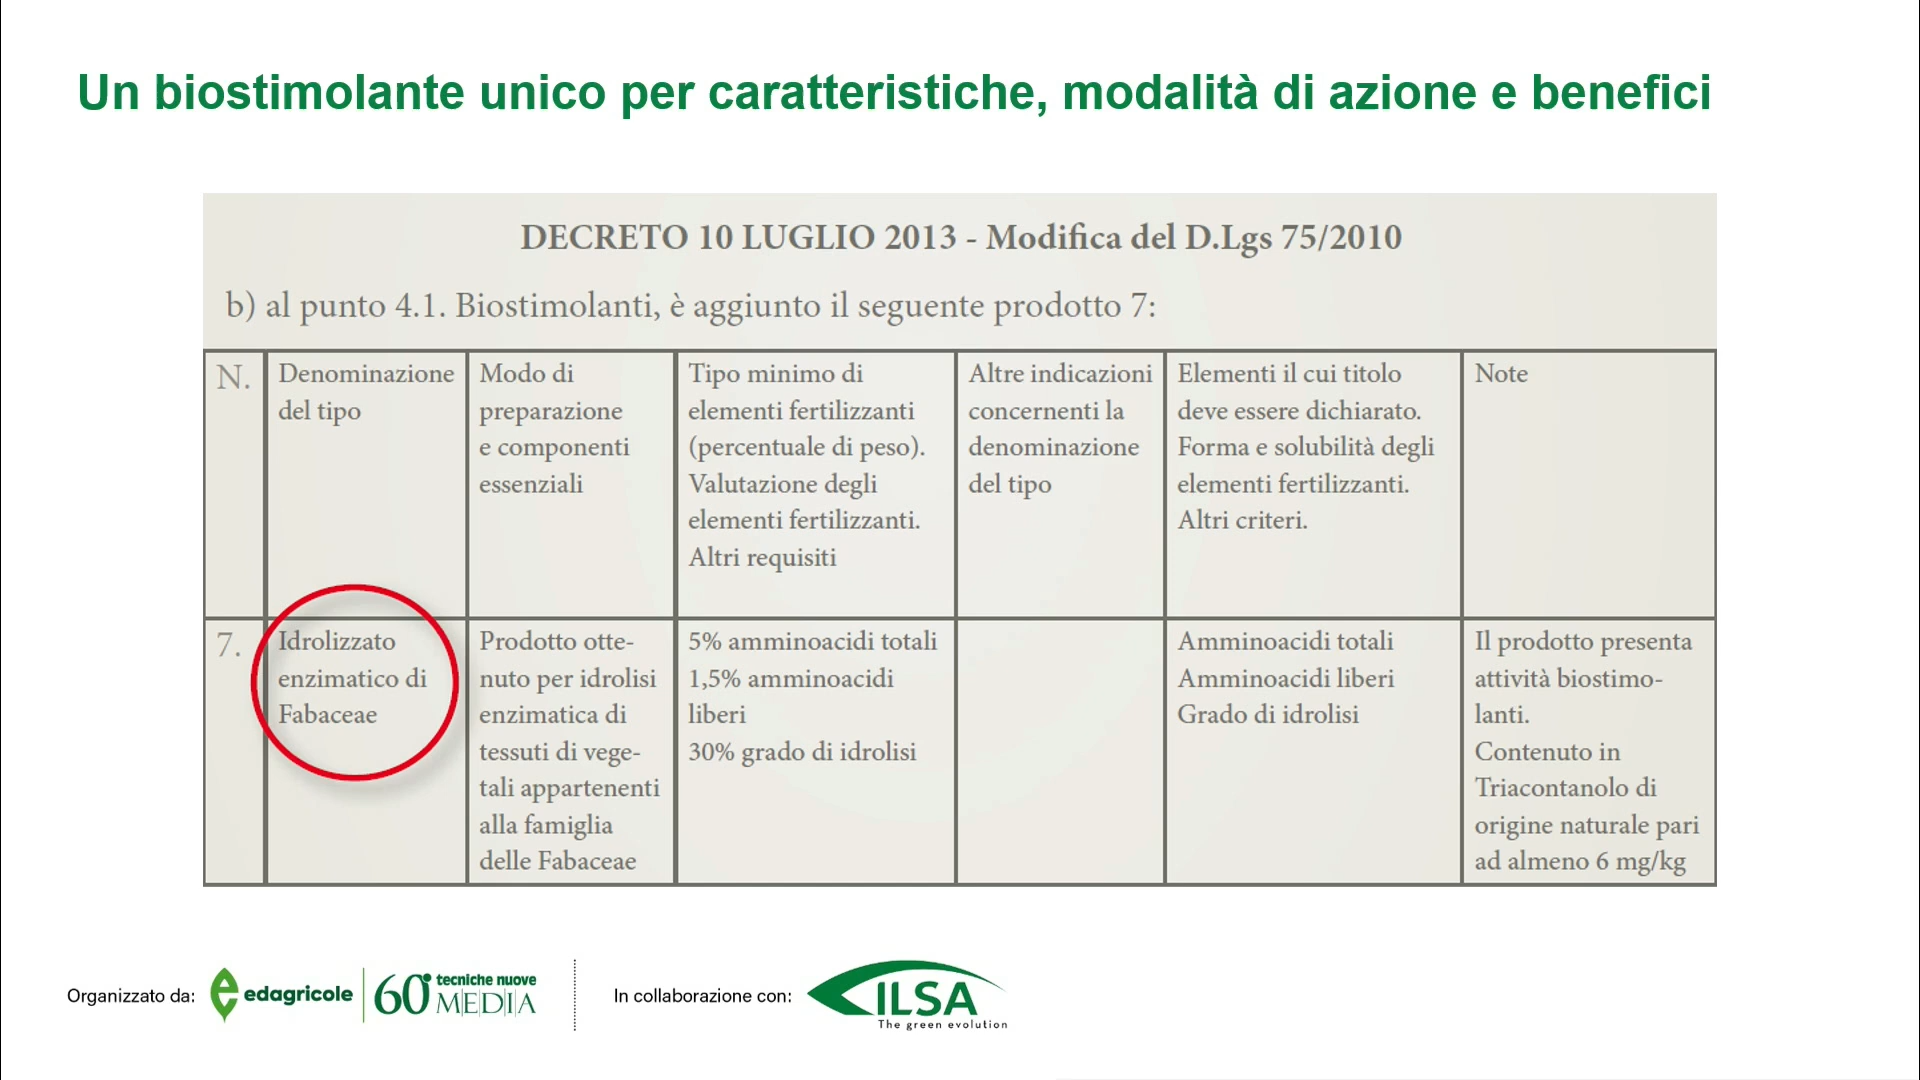 Un biostimolante unico per caratteristiche, modalità di azione e benefici
DECRETO 10 LUGLIO 2013 - Modifica del D.Lgs 75/2010
b) al punto 4.1. Biostimolanti, è aggiunto il seguente prodotto 7:
N.
Denominazione
del tipo
Modo di
preparazione
e componenti
essenziali
Tipo minimo di
elementi fertilizzanti
(percentuale di peso).
Valutazione degli
elementi fertilizzanti.
Altri requisiti
Altre indicazioni
concernenti la
denominazione
del tipo
Elementi il cui titolo
deve essere dichiarato.
Forma e solubilità degli
elementi fertilizzanti.
Altri criteri.
Note
7.
Idrolizzato
enzimatico di
Fabaceae
Prodotto otte-
nuto per idrolisi
enzimatica di
tessuti di vege-
tali appartenenti
alla famiglia
delle Fabaceae
5% amminoacidi totali
1,5% amminoacidi
liberi
30% grado di idrolisi
Amminoacidi totali
Amminoacidi liberi
Grado di idrolisi
Il prodotto presenta
attività biostimo-
lanti.
Contenuto in
Triacontanolo di
origine naturale pari
ad almeno 6 mg/kg
Organizzato da:
edagricole
60°
tecniche nuove
MEDIA
In collaborazione con:
ILSA
The green evolution